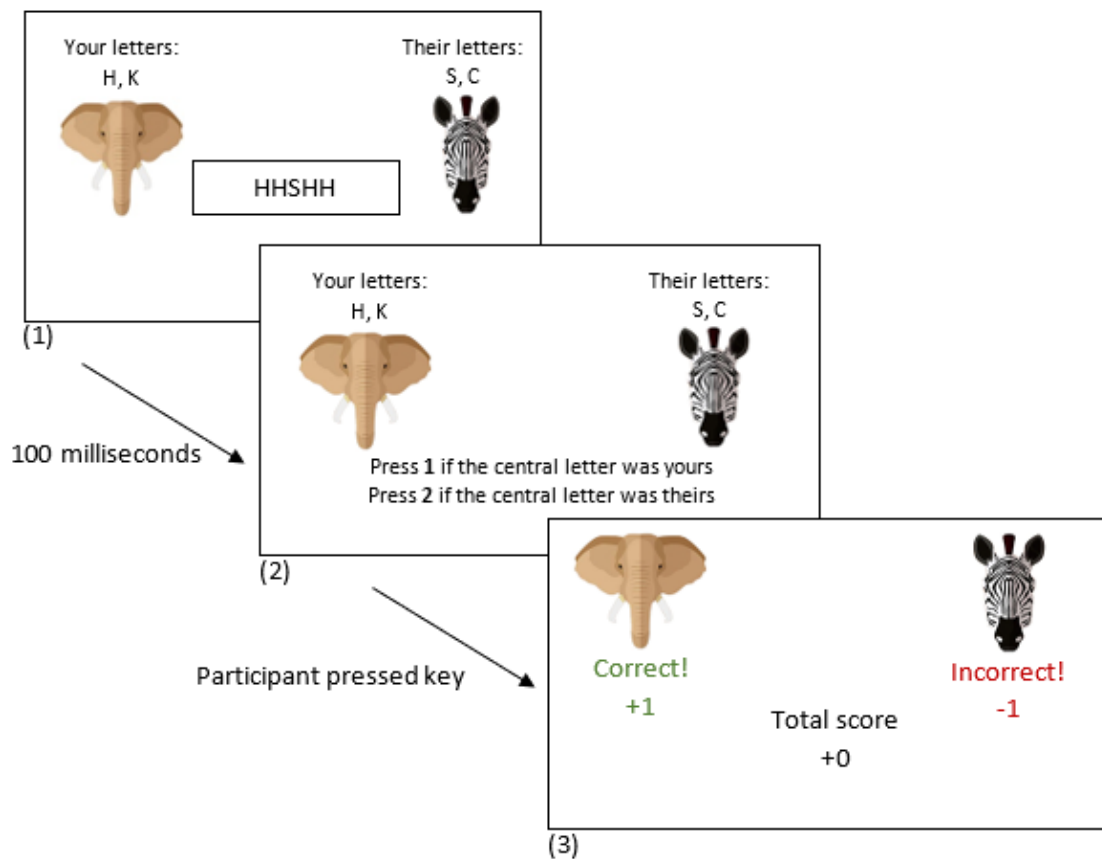 Your letters:
H, K
Their letters:
S, C
HHSHH
(1)
100 milliseconds
Your letters:
H, K
Their letters:
S, C
Press 1 if the central letter was yours
Press 2 if the central letter was theirs
(2)
Participant pressed key
Correct!
+1
Incorrect!
-1
Total score
+0
(3)